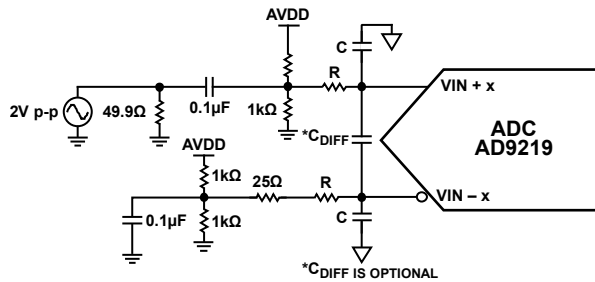 AVDD
C
R
2V p-p
49.9Ω
0.1µF
1kΩ
VIN + x
ADC
AD9219
*CDIFF
AVDD
1kΩ
25Ω
R
VIN – x
0.1µF
1kΩ
C
*CDIFF IS OPTIONAL